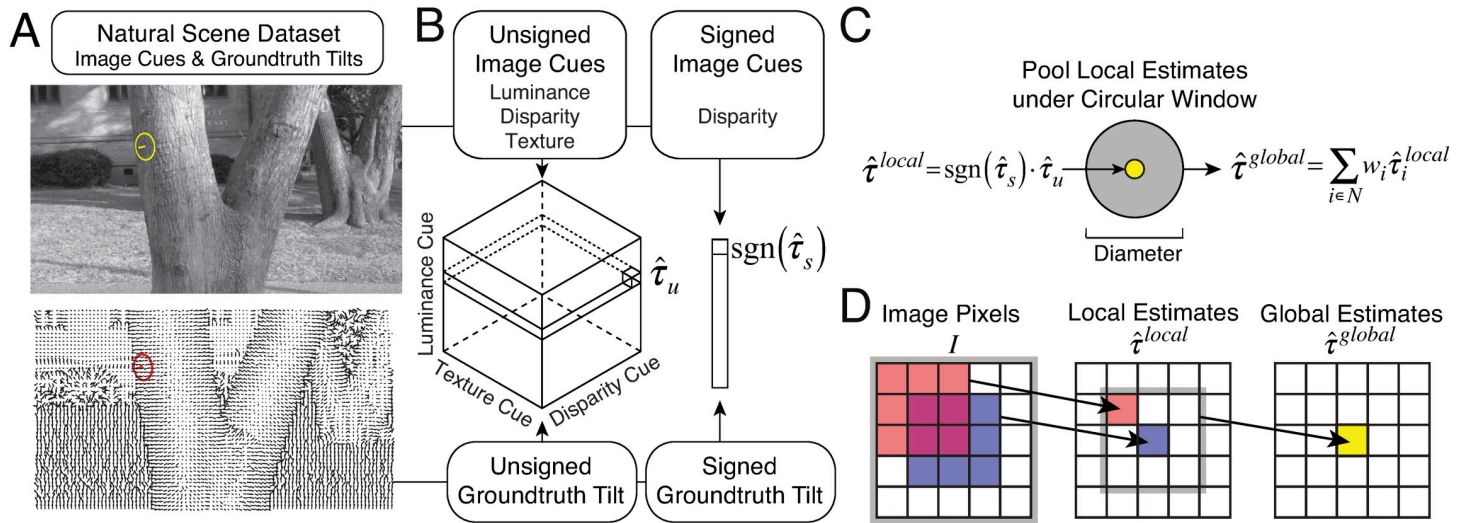 A
Natural Scene Dataset
Image Cues & Groundtruth Tilts
B
Unsigned
Image Cues
Luminance
Disparity
Texture
Signed
Image Cues
Disparity
Luminance Cue
Texture Cue
Disparity Cue
τ̂ᵤ
sgn(τ̂ₛ)
Unsigned
Groundtruth Tilt
Signed
Groundtruth Tilt
C
Pool Local Estimates
under Circular Window
τ̂^local = sgn(τ̂ₛ) · τ̂ᵤ
τ̂^global = ∑_{i∈N} wᵢ τ̂ᵢ^local
Diameter
D
Image Pixels
I
Local Estimates
τ̂^local
Global Estimates
τ̂^global